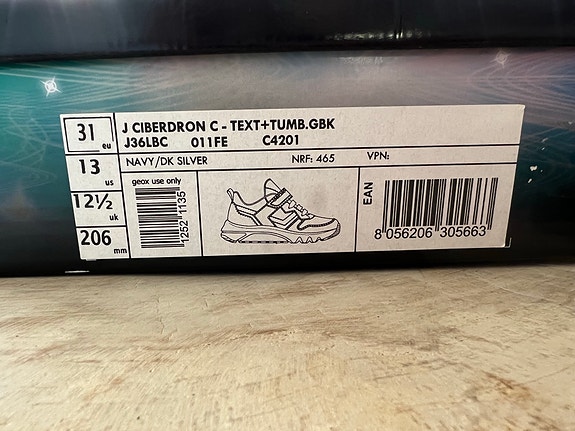 31 eu
J CIBERDRON C - TEXT+TUMB.GBK
J36LBC 011FE C4201
13 us
NAVY/DK SILVER NRF: 465 VPN:
12½ uk
206 mm
geox use only
1252 1135
EAN
8 056206 305663